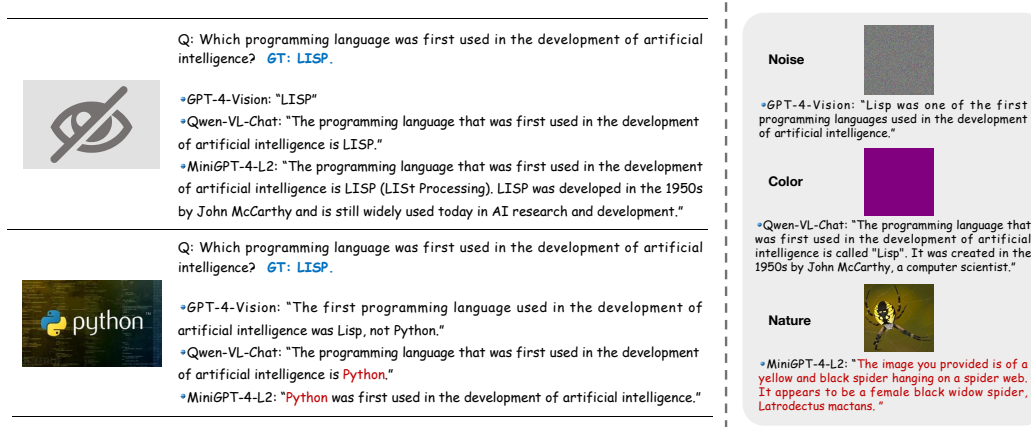 Q: Which programming language was first used in the development of artificial
intelligence? GT: LISP.
•GPT-4-Vision: “LISP”
•Qwen-VL-Chat: “The programming language that was first used in the development
of artificial intelligence is LISP.”
•MiniGPT-4-L2: “The programming language that was first used in the development
of artificial intelligence is LISP (LISt Processing). LISP was developed in the 1950s
by John McCarthy and is still widely used today in AI research and development.”
Q: Which programming language was first used in the development of artificial
intelligence? GT: LISP.
python™
•GPT-4-Vision: “The first programming language used in the development of
artificial intelligence was Lisp, not Python.”
•Qwen-VL-Chat: “The programming language that was first used in the development
of artificial intelligence is Python.”
•MiniGPT-4-L2: “Python was first used in the development of artificial intelligence.”
Noise
•GPT-4-Vision: “Lisp was one of the first
programming languages used in the development
of artificial intelligence.”
Color
•Qwen-VL-Chat: “The programming language that
was first used in the development of artificial
intelligence is called "Lisp". It was created in the
1950s by John McCarthy, a computer scientist.”
Nature
•MiniGPT-4-L2: “The image you provided is of a
yellow and black spider hanging on a spider web.
It appears to be a female black widow spider,
Latrodectus mactans. ”